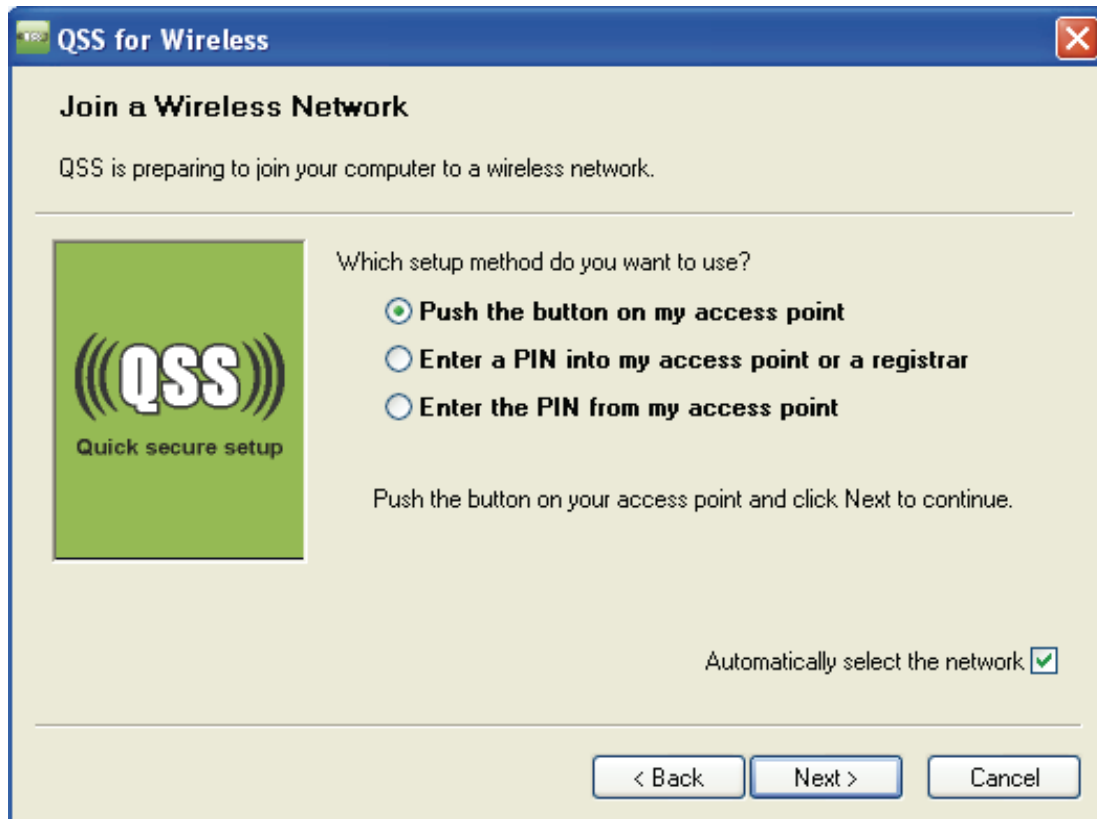 QSS for Wireless
Join a Wireless Network
QSS is preparing to join your computer to a wireless network.
Which setup method do you want to use?
Push the button on my access point
Enter a PIN into my access point or a registrar
Enter the PIN from my access point
(((QSS)))
Quick secure setup
Push the button on your access point and click Next to continue.
Automatically select the network
< Back
Next >
Cancel